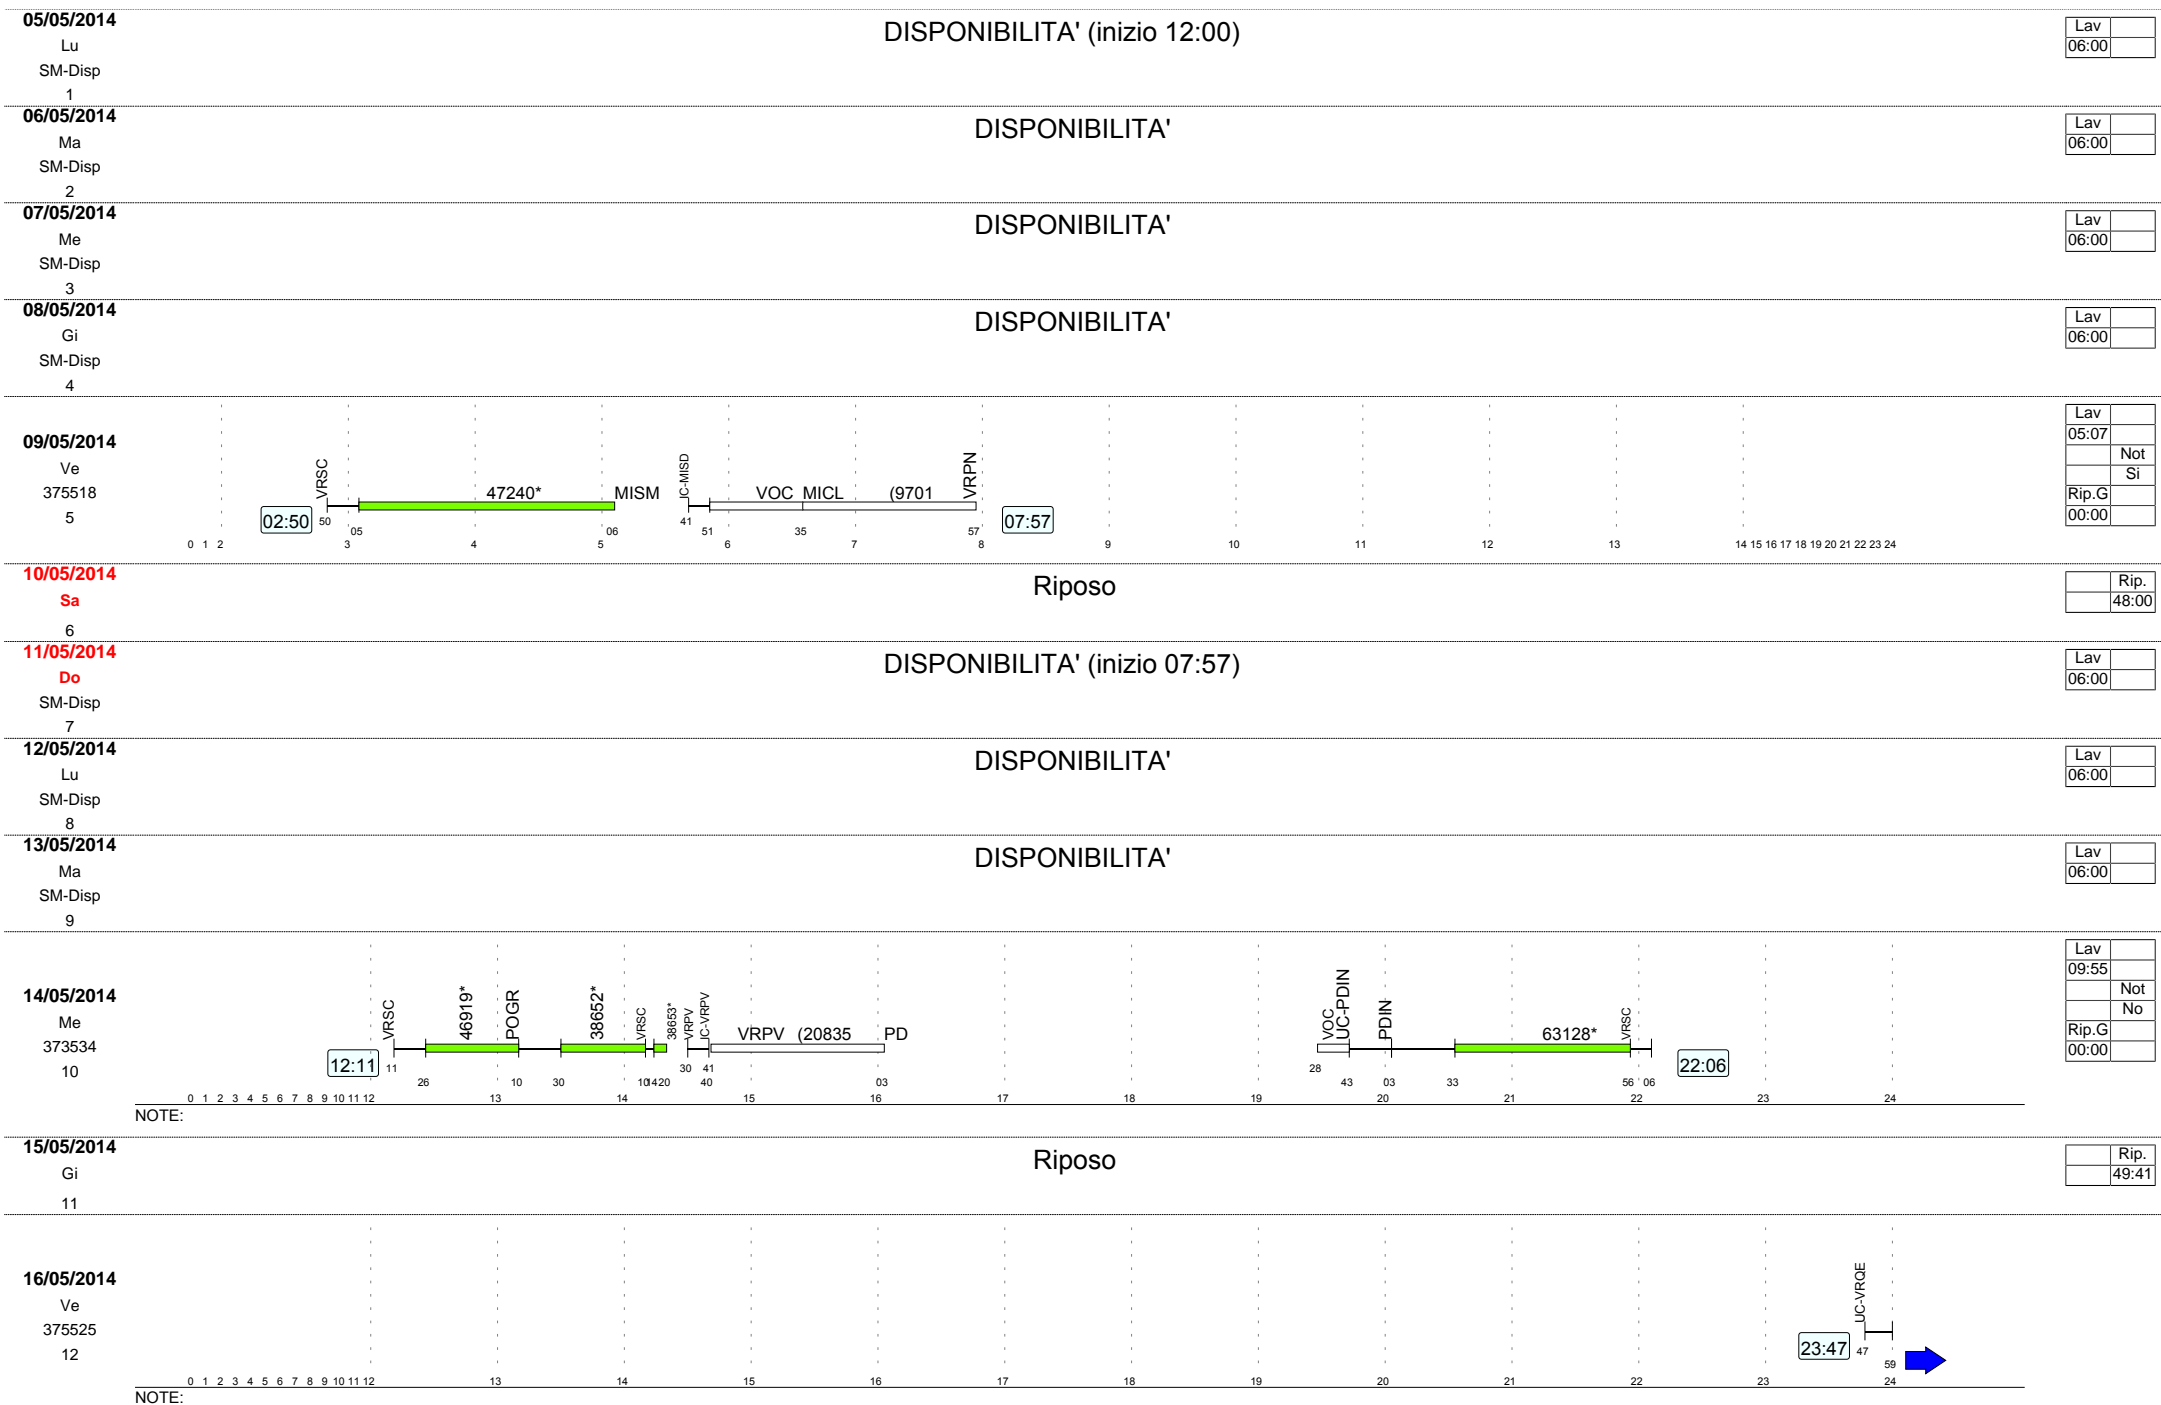 05/05/2014
Lu
SM-Disp
1
DISPONIBILITA' (inizio 12:00)
Lav
06:00
06/05/2014
Ma
SM-Disp
2
DISPONIBILITA'
Lav
06:00
07/05/2014
Me
SM-Disp
3
DISPONIBILITA'
Lav
06:00
08/05/2014
Gi
SM-Disp
4
DISPONIBILITA'
Lav
06:00
09/05/2014
Ve
375518
5
02:50
VRSC
47240*
MISM
VOC MICL (9701
VRPN
07:57
50 05 06 41 51 35 57
0 1 2 3 4 5 6 7 8 9 10 11 12 13 14 15 16 17 18 19 20 21 22 23 24
Lav
05:07
Not
Si
Rip.G
00:00
10/05/2014
Sa
6
Riposo
Rip.
48:00
11/05/2014
Do
SM-Disp
7
DISPONIBILITA' (inizio 07:57)
Lav
06:00
12/05/2014
Lu
SM-Disp
8
DISPONIBILITA'
Lav
06:00
13/05/2014
Ma
SM-Disp
9
DISPONIBILITA'
Lav
06:00
14/05/2014
Me
373534
10
12:11
VRSC
46919*
POGR
38652*
VRSC
38653*
VRPV
VRPV (20835 PD
VOC
UC-PDIN
PDIN
63128*
VRSC
22:06
11 26 10 30 10 14 20 30 41 40 03 28 43 03 33 56 06
0 1 2 3 4 5 6 7 8 9 10 11 12 13 14 15 16 17 18 19 20 21 22 23 24
NOTE:
Lav
09:55
Not
No
Rip.G
00:00
15/05/2014
Gi
11
Riposo
Rip.
49:41
16/05/2014
Ve
375525
12
UC-VRQE
23:47
47 59
0 1 2 3 4 5 6 7 8 9 10 11 12 13 14 15 16 17 18 19 20 21 22 23 24
NOTE: